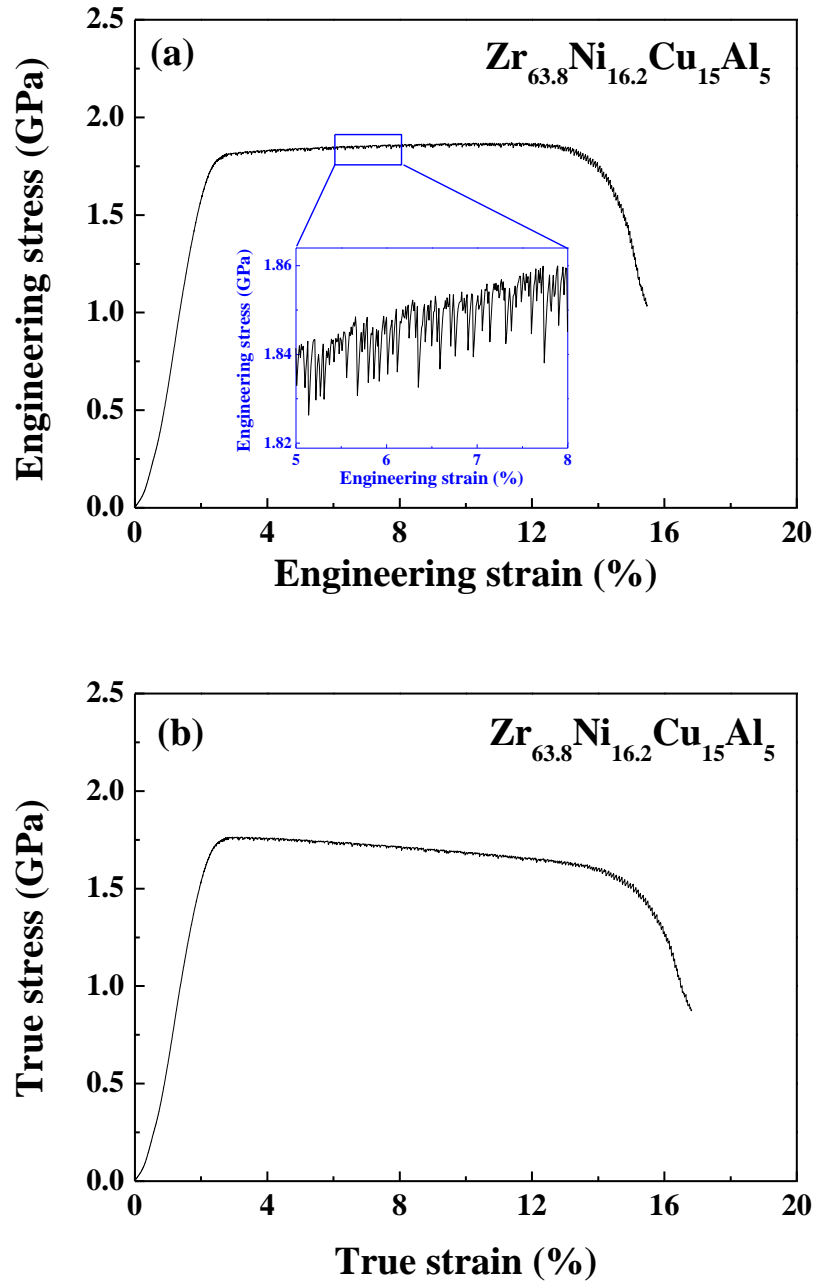 2.5
(a)
Zr63.8Ni16.2Cu15Al5
2.0
1.5
1.0
0.5
0.0
Engineering stress (GPa)
1.86
1.84
1.82
Engineering stress (GPa)
5 6 7 8
Engineering strain (%)
0 4 8 12 16 20
Engineering strain (%)
2.5
(b)
Zr63.8Ni16.2Cu15Al5
2.0
1.5
1.0
0.5
0.0
True stress (GPa)
0 4 8 12 16 20
True strain (%)